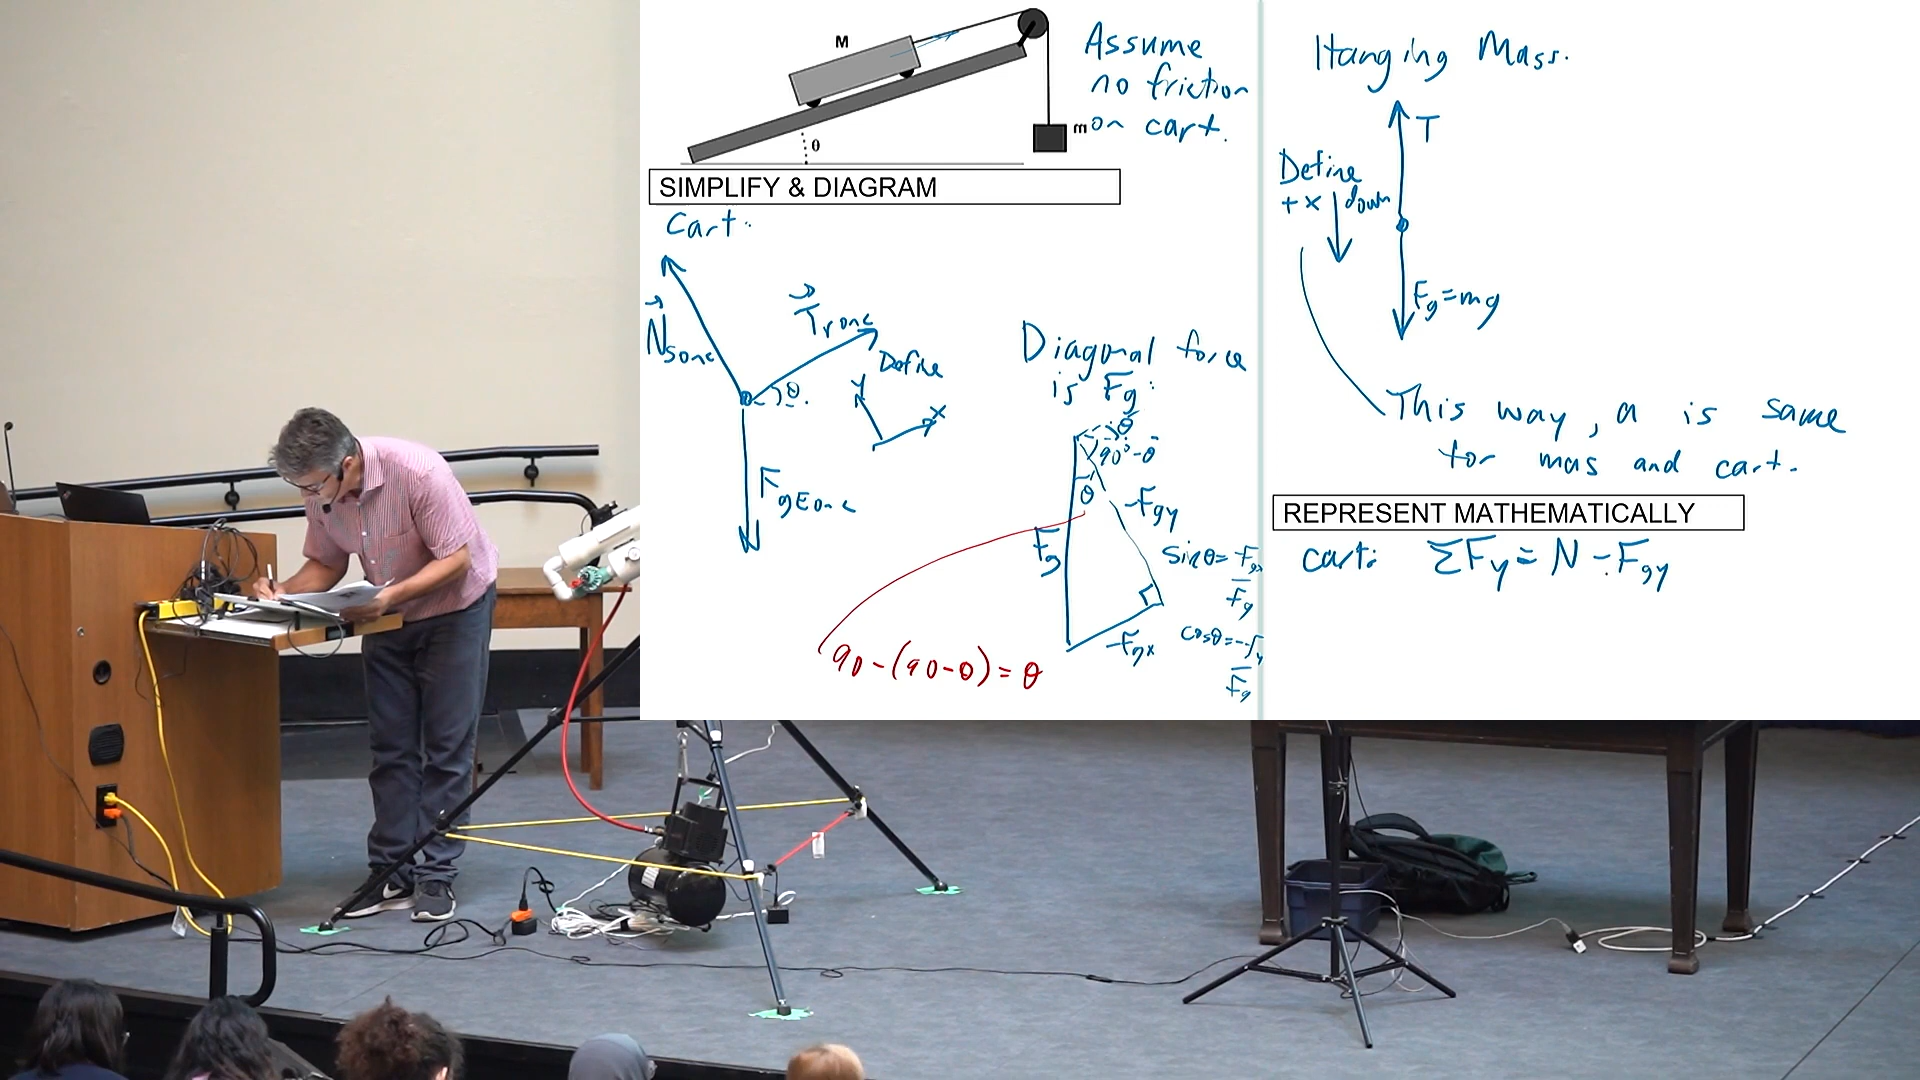 M
θ
m
Assume
no friction
on cart.
SIMPLIFY & DIAGRAM
Cart:
N
T
θ
Define
y
x
Diagonal force
is Fg:
θ
90°-θ
θ
-Fgy
Fg
-Fgx
sinθ = -Fgx
Fg
cosθ =
Fg
90-(90-θ) = θ
Hanging Mass.
T
Define
+x down
Fg=mg
This way, a is same
for mas and cart.
REPRESENT MATHEMATICALLY
cart: ΣFy = N - Fgy